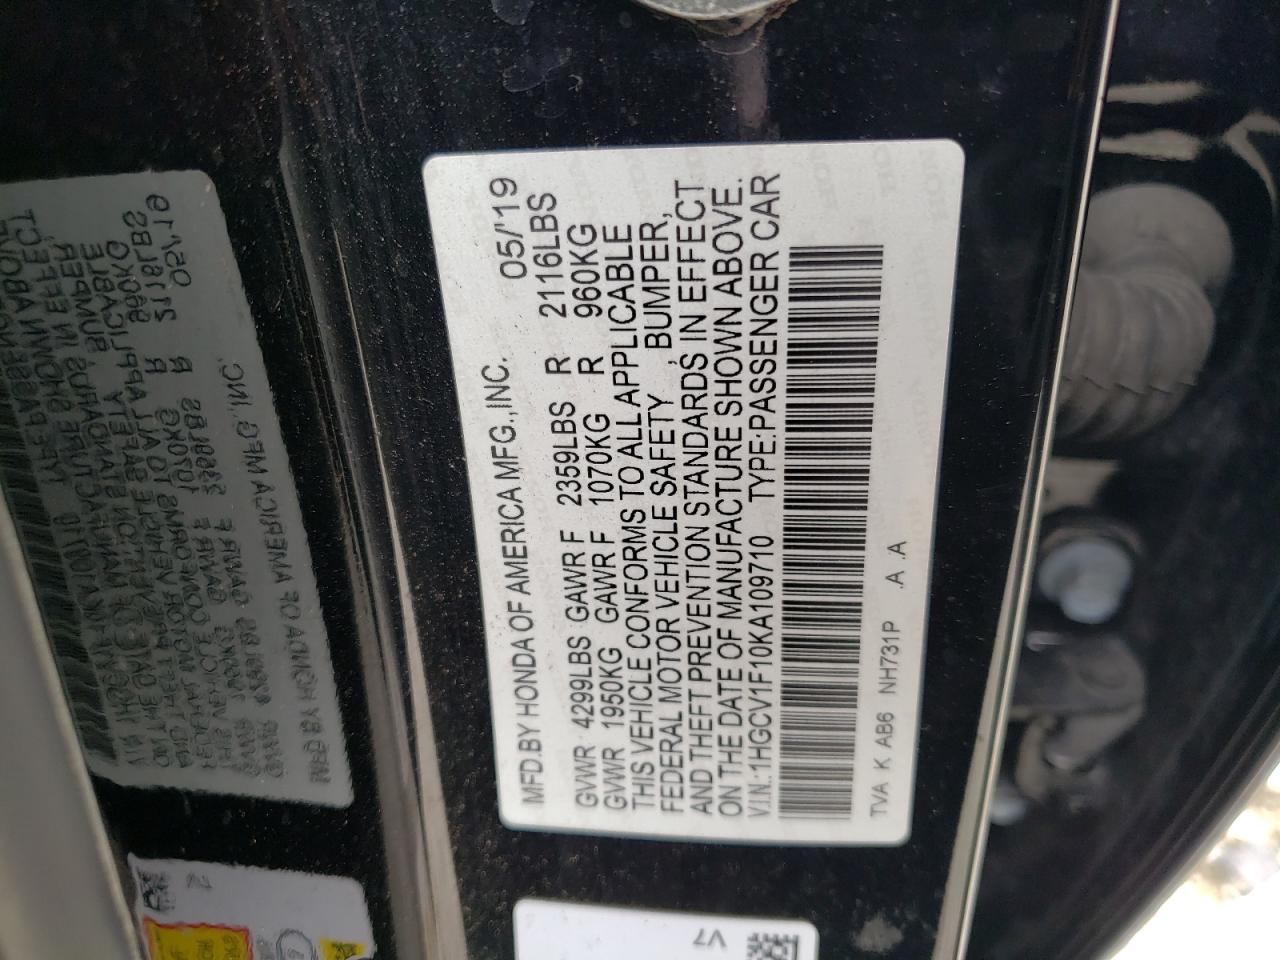 MFD.BY HONDA OF AMERICA MFG.,INC. 05/'19
GVWR 4299LBS GAWR F 2359LBS R 2116LBS
GVWR 1950KG GAWR F 1070KG R 960KG
THIS VEHICLE CONFORMS TO ALL APPLICABLE
FEDERAL MOTOR VEHICLE SAFETY , BUMPER,
AND THEFT PREVENTION STANDARDS IN EFFECT
ON THE DATE OF MANUFACTURE SHOWN ABOVE.
V.I.N.:1HGCV1F10KA109710 TYPE:PASSENGER CAR
TVA K AB6 NH731P .A .A
V7